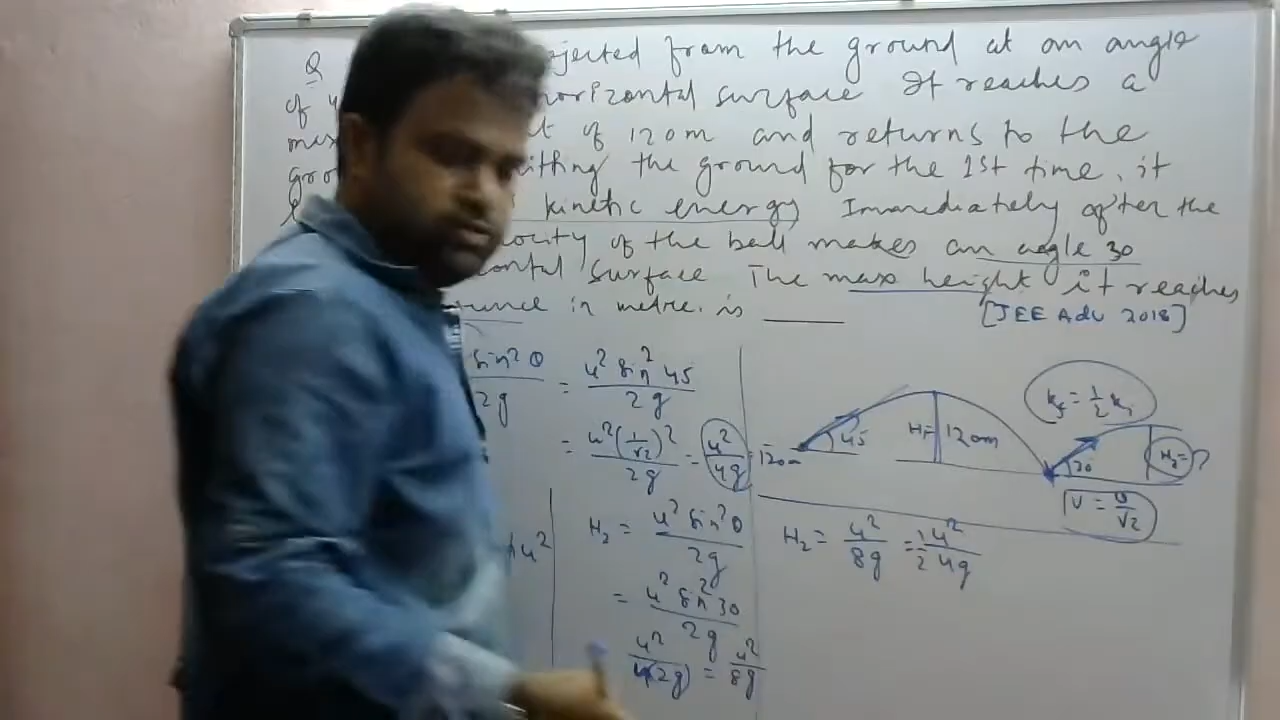 Q jected from the ground at an angle
of 4 horizontal surface It reaches a
max t of 120m and returns to the
gro itting the ground for the 1st time, it
kinetic energy Immediately after the
ocity of the ball makes an angle 30
ontal surface The max height it reaches
in metre. is ______
[JEE Adv 2018]
sin²θ / 2g = u² sin² 45 / 2g
= u² (1/√2)² / 2g = u² / 4g = 120m
H₂ = u² sin²θ / 2g
= u² sin² 30 / 2g
u² / 4(2g) = u² / 8g
u²
45
H = 120m
Kf = ½ Ki
30
H₂ = ?
V = u/√2
H₂ = u² / 8g = ½ u² / 4g